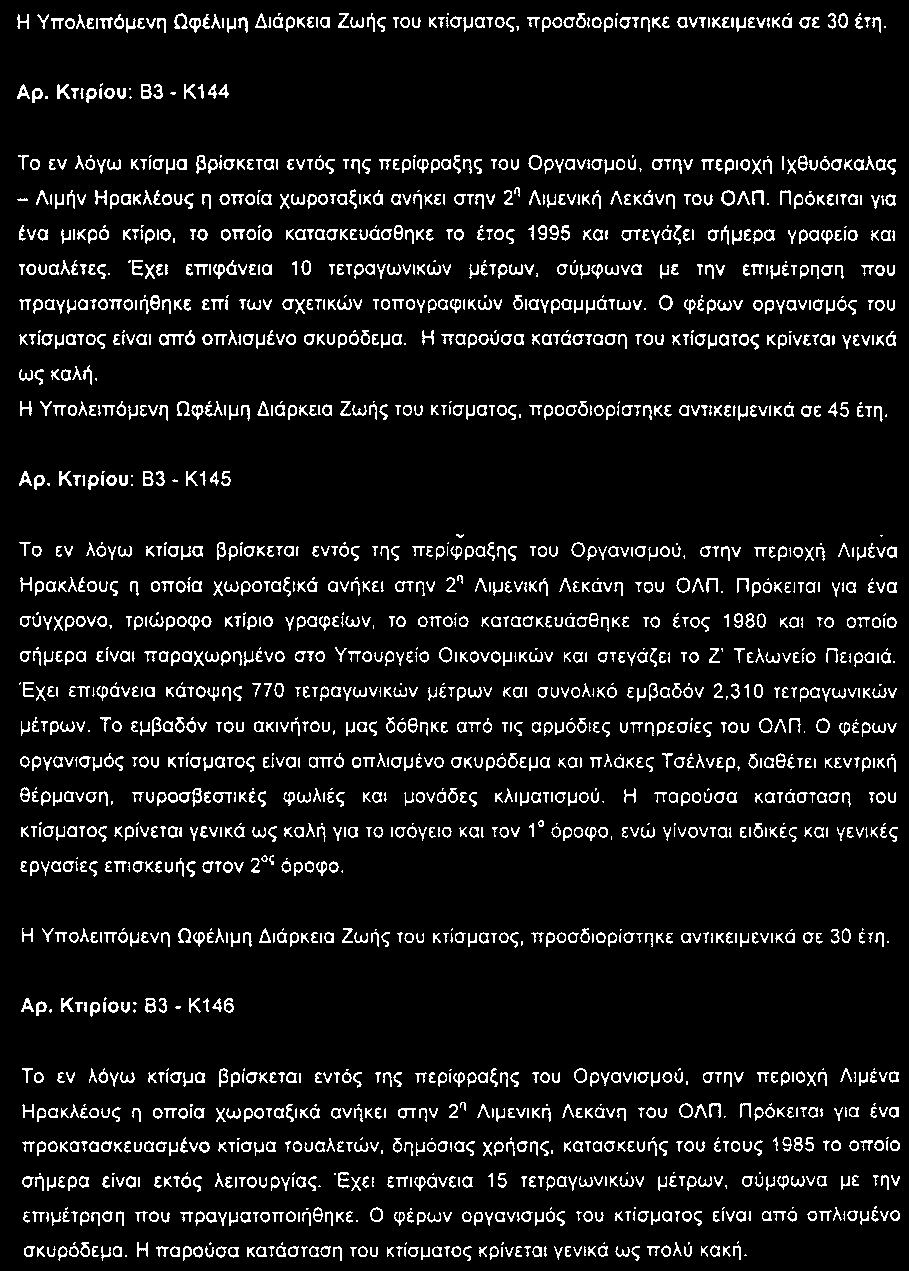 Η Υπολειπόμενη Ωφέλιμη Διάρκεια Ζωής του κτίσματος, προσδιορίστηκε αντικειμενικά σε 30 έτη.
Αρ. Κτιρίου: Β3 - Κ144
Το εν λόγω κτίσμα βρίσκεται εντός της περίφραξης του Οργανισμού, στην περιοχή Ιχθυόσκαλας
– Λιμήν Ηρακλέους η οποία χωροταξικά ανήκει στην 2η Λιμενική Λεκάνη του ΟΛΠ. Πρόκειται για
ένα μικρό κτίριο, το οποίο κατασκευάσθηκε το έτος 1995 και στεγάζει σήμερα γραφείο και
τουαλέτες. Έχει επιφάνεια 10 τετραγωνικών μέτρων, σύμφωνα με την επιμέτρηση που
πραγματοποιήθηκε επί των σχετικών τοπογραφικών διαγραμμάτων. Ο φέρων οργανισμός του
κτίσματος είναι από οπλισμένο σκυρόδεμα. Η παρούσα κατάσταση του κτίσματος κρίνεται γενικά
ως καλή.
Η Υπολειπόμενη Ωφέλιμη Διάρκεια Ζωής του κτίσματος, προσδιορίστηκε αντικειμενικά σε 45 έτη.
Αρ. Κτιρίου: Β3 - Κ145
Το εν λόγω κτίσμα βρίσκεται εντός της περίφραξης του Οργανισμού, στην περιοχή Λιμένα
Ηρακλέους η οποία χωροταξικά ανήκει στην 2η Λιμενική Λεκάνη του ΟΛΠ. Πρόκειται για ένα
σύγχρονο, τριώροφο κτίριο γραφείων, το οποίο κατασκευάσθηκε το έτος 1980 και το οποίο
σήμερα είναι παραχωρημένο στο Υπουργείο Οικονομικών και στεγάζει το Ζ' Τελωνείο Πειραιά.
Έχει επιφάνεια κάτοψης 770 τετραγωνικών μέτρων και συνολικό εμβαδόν 2,310 τετραγωνικών
μέτρων. Το εμβαδόν του ακινήτου, μας δόθηκε από τις αρμόδιες υπηρεσίες του ΟΛΠ. Ο φέρων
οργανισμός του κτίσματος είναι από οπλισμένο σκυρόδεμα και πλάκες Τσέλνερ, διαθέτει κεντρική
θέρμανση, πυροσβεστικές φωλιές και μονάδες κλιματισμού. Η παρούσα κατάσταση του
κτίσματος κρίνεται γενικά ως καλή για το ισόγειο και τον 1ο όροφο, ενώ γίνονται ειδικές και γενικές
εργασίες επισκευής στον 2ος όροφο.
Η Υπολειπόμενη Ωφέλιμη Διάρκεια Ζωής του κτίσματος, προσδιορίστηκε αντικειμενικά σε 30 έτη.
Αρ. Κτιρίου: Β3 - Κ146
Το εν λόγω κτίσμα βρίσκεται εντός της περίφραξης του Οργανισμού, στην περιοχή Λιμένα
Ηρακλέους η οποία χωροταξικά ανήκει στην 2η Λιμενική Λεκάνη του ΟΛΠ. Πρόκειται για ένα
προκατασκευασμένο κτίσμα τουαλετών, δημόσιας χρήσης, κατασκευής του έτους 1985 το οποίο
σήμερα είναι εκτός λειτουργίας. Έχει επιφάνεια 15 τετραγωνικών μέτρων, σύμφωνα με την
επιμέτρηση που πραγματοποιήθηκε. Ο φέρων οργανισμός του κτίσματος είναι από οπλισμένο
σκυρόδεμα. Η παρούσα κατάσταση του κτίσματος κρίνεται γενικά ως πολύ κακή.